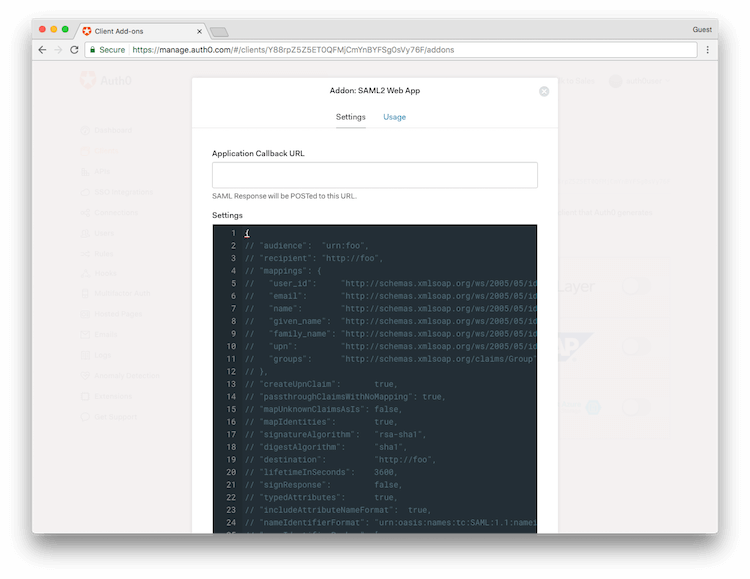 Client Add-ons
Guest
Secure https://manage.auth0.com/#/clients/YB8rpZ5Z5ET0QFMjCmYnBYFSg0sVy76F/addons
Auth0
Addon: SAML2 Web App
Settings Usage
Application Callback URL
SAML Response will be POSTed to this URL.
Settings
1 {
2 // "audience": "urn:foo",
3 // "recipient": "http://foo",
4 // "mappings": {
5 // "user_id": "http://schemas.xmlsoap.org/ws/2005/05/id
6 // "email": "http://schemas.xmlsoap.org/ws/2005/05/id
7 // "name": "http://schemas.xmlsoap.org/ws/2005/05/id
8 // "given_name": "http://schemas.xmlsoap.org/ws/2005/05/id
9 // "family_name": "http://schemas.xmlsoap.org/ws/2005/05/id
10 // "upn": "http://schemas.xmlsoap.org/ws/2005/05/id
11 // "groups": "http://schemas.xmlsoap.org/claims/Group"
12 // },
13 // "createUpnClaim": true,
14 // "passthroughClaimsWithNoMapping": true,
15 // "mapUnknownClaimsAsIs": false,
16 // "mapIdentities": true,
17 // "signatureAlgorithm": "rsa-sha1",
18 // "digestAlgorithm": "sha1",
19 // "destination": "http://foo",
20 // "lifetimeInSeconds": 3600,
21 // "signResponse": false,
22 // "typedAttributes": true,
23 // "includeAttributeNameFormat": true,
24 // "nameIdentifierFormat": "urn:oasis:names:tc:SAML:1.1:namei